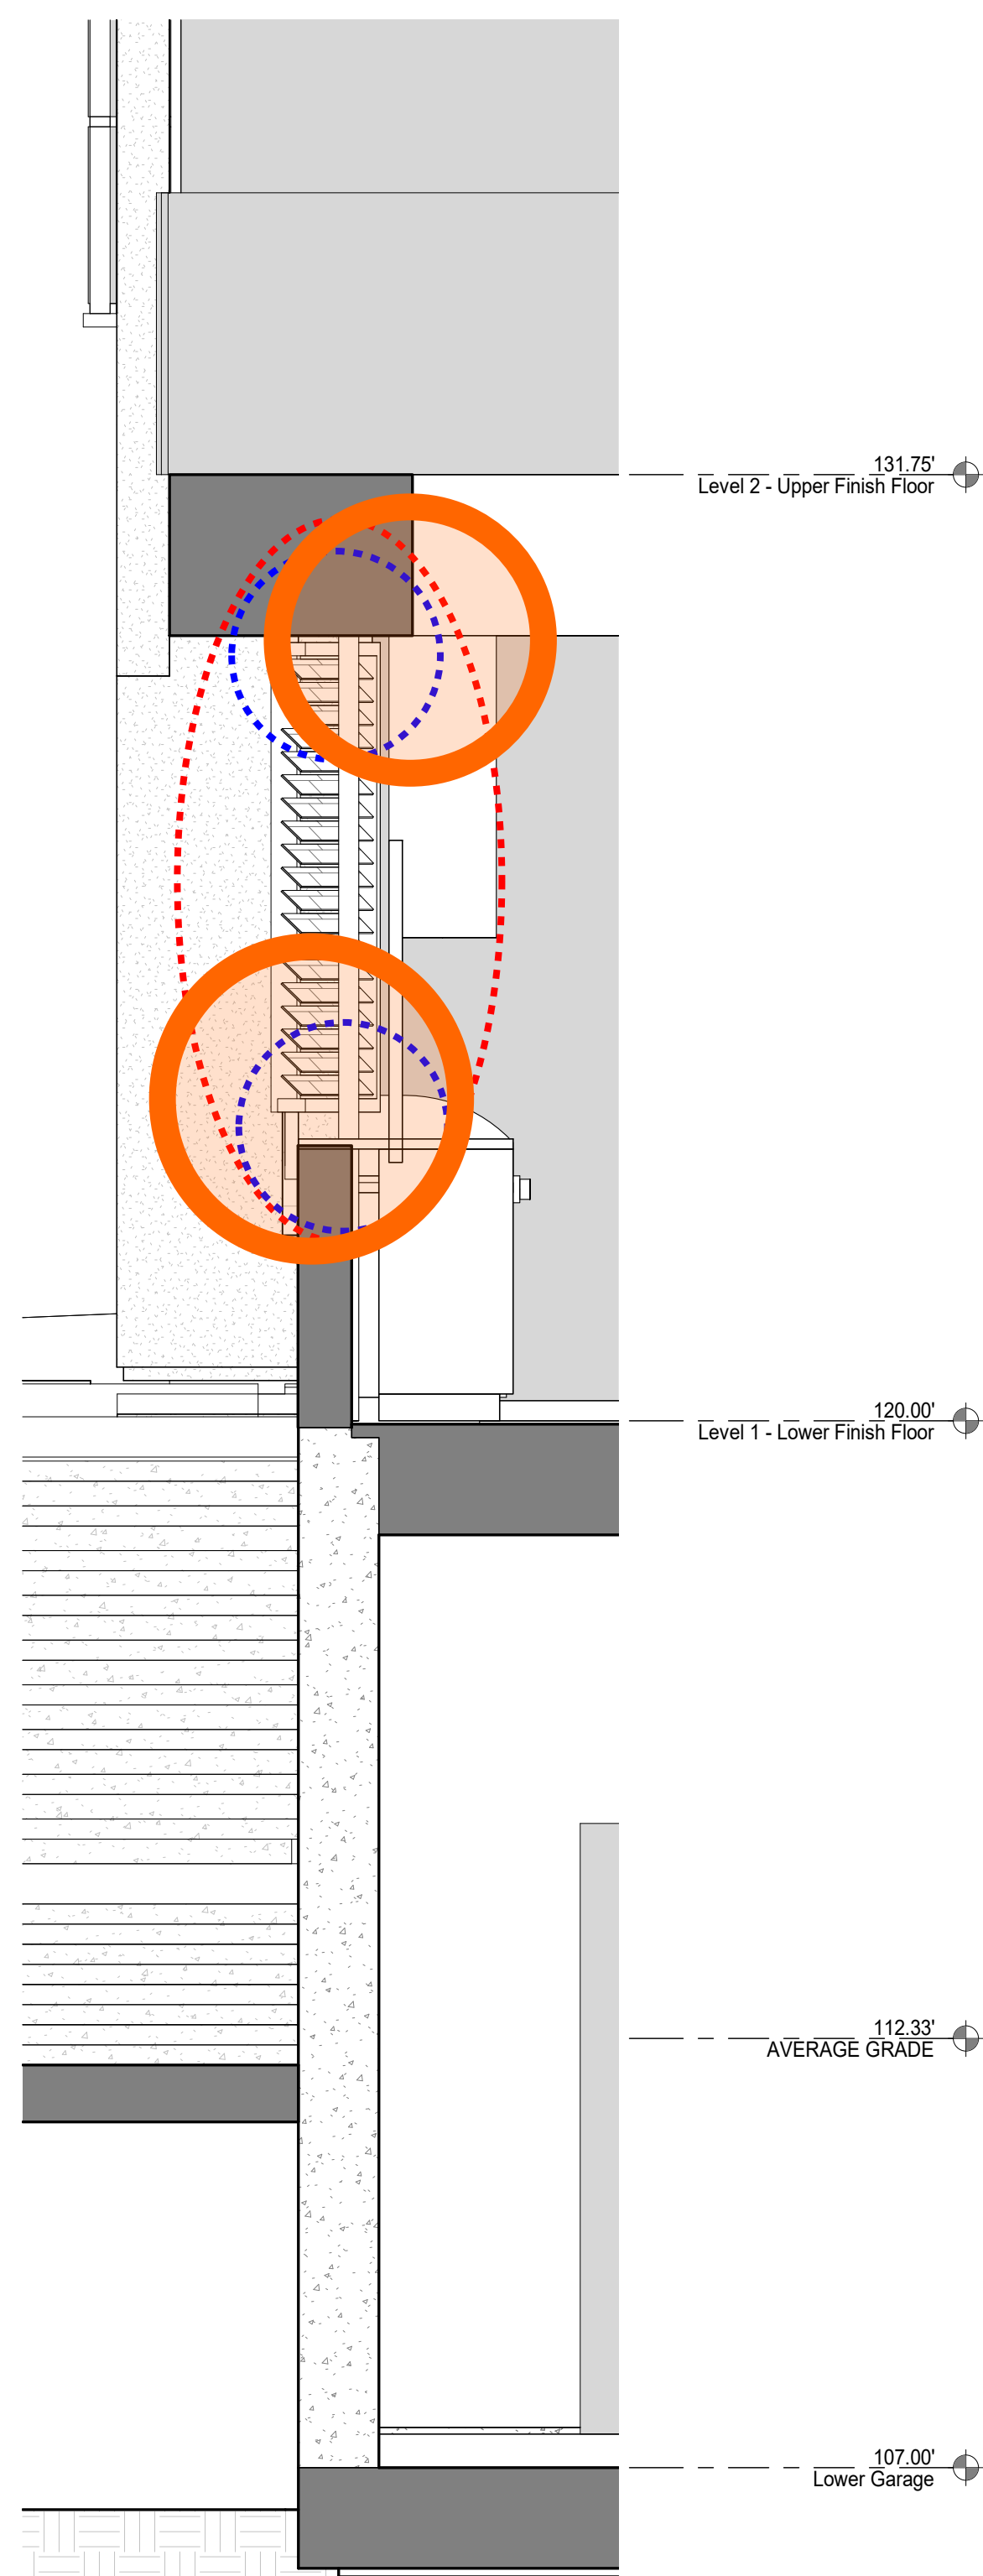 131.75'
Level 2 - Upper Finish Floor
120.00'
Level 1 - Lower Finish Floor
112.33'
AVERAGE GRADE
107.00'
Lower Garage